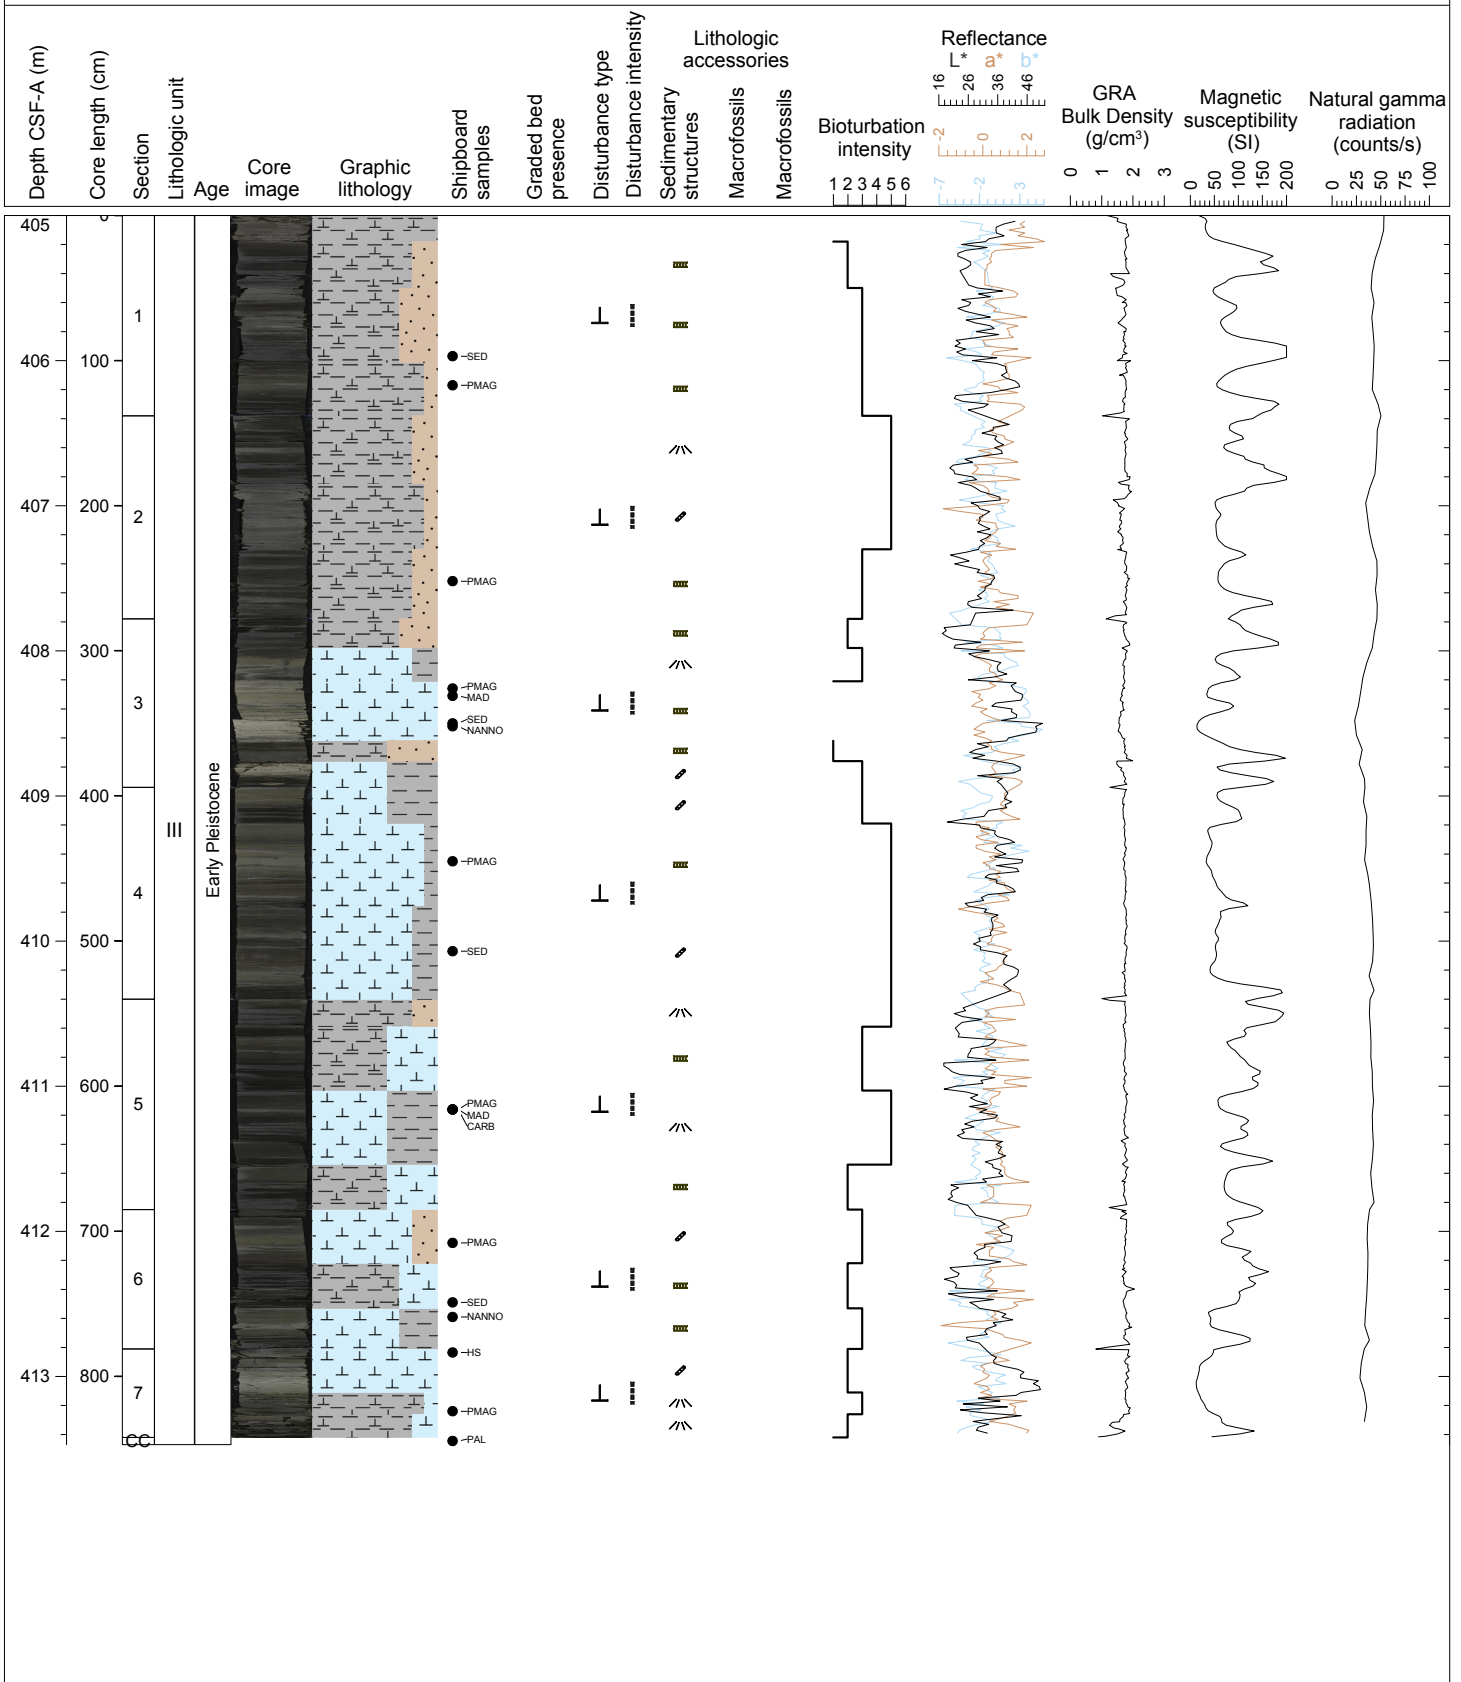 Depth CSF-A (m)
Core length (cm)
Section
Lithologic unit
Age
Core
image
Graphic
lithology
Shipboard
samples
Graded bed
presence
Disturbance type
Disturbance intensity
Lithologic
accessories
Sedimentary
structures
Macrofossils
Macrofossils
Bioturbation
intensity
1 2 3 4 5 6
Reflectance
L* a* b*
16 26 36 46
-2 0 2
-7 -2 3
GRA
Bulk Density
(g/cm³)
0 1 2 3
Magnetic
susceptibility
(SI)
0 50 100 150 200
Natural gamma
radiation
(counts/s)
0 25 50 75 100
405
0
1
SED
406
100
PMAG
2
407
200
PMAG
408
300
3
PMAG
MAD
SED
NANNO
409
400
III
Early Pleistocene
4
PMAG
410
500
SED
411
600
5
PMAG
MAD
CARB
412
700
PMAG
6
SED
NANNO
HS
413
800
7
PMAG
CC
PAL